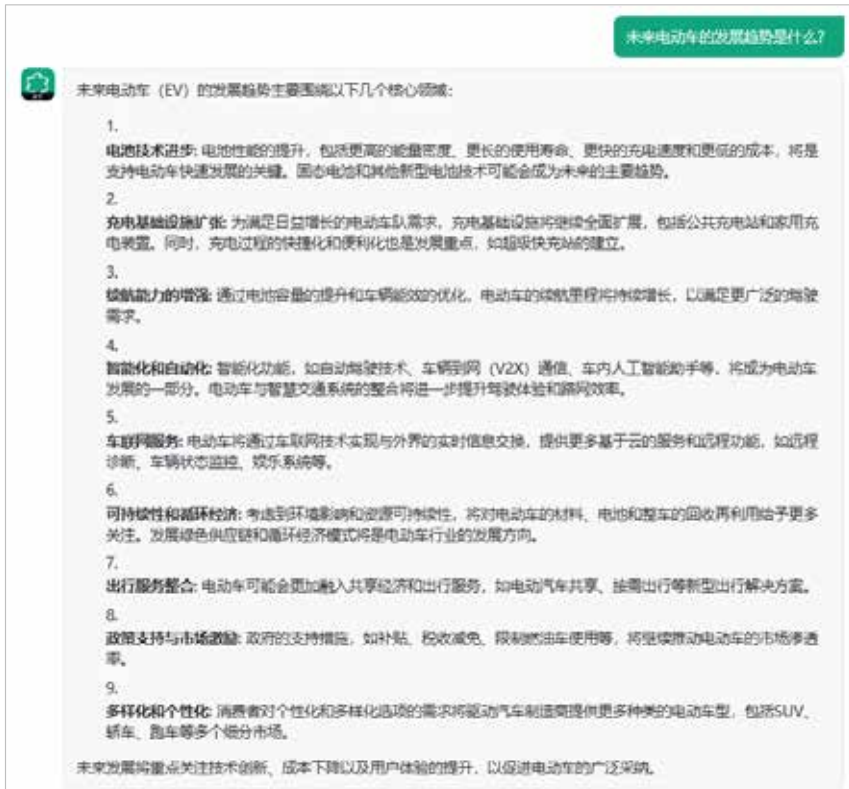 未来电动车的发展趋势是什么?
未来电动车（EV）的发展趋势主要围绕以下几个核心领域:
1.
电池技术进步: 电池性能的提升，包括更高的能量密度、更长的使用寿命、更快的充电速度和更低的成本，将是
支持电动车快速发展的关键。固态电池和其他新型电池技术可能会成为未来的主要趋势。
2.
充电基础设施扩张: 为满足日益增长的电动车队需求，充电基础设施将继续全面扩展，包括公共充电站和家用充
电装置。同时，充电过程的快捷化和便利化也是发展重点，如超级快充站的建立。
3.
续航能力的增强: 通过电池容量的提升和车辆能效的优化，电动车的续航里程将持续增长，以满足更广泛的驾驶
需求。
4.
智能化和自动化: 智能化功能，如自动驾驶技术、车辆到网（V2X）通信、车内人工智能助手等，将成为电动车
发展的一部分。电动车与智慧交通系统的整合将进一步提升驾驶体验和路网效率。
5.
车联网服务: 电动车将通过车联网技术实现与外界的实时信息交换，提供更多基于云的服务和远程功能，如远程
诊断、车辆状态监控、娱乐系统等。
6.
可持续性和循环经济: 考虑到环境影响和资源可持续性，将对电动车的材料、电池和整车的回收再利用给予更多
关注。发展绿色供应链和循环经济模式将是电动车行业的发展方向。
7.
出行服务整合: 电动车可能会更加融入共享经济和出行服务，如电动汽车共享、按需出行等新型出行解决方案。
8.
政策支持与市场激励: 政府的支持措施，如补贴、税收减免、限制燃油车使用等，将继续推动电动车的市场渗透
率。
9.
多样化和个性化: 消费者对个性化和多样化选项的需求将驱动汽车制造商提供更多种类的电动车型，包括SUV、
轿车、跑车等多个细分市场。
未来发展将重点关注技术创新、成本下降以及用户体验的提升，以促进电动车的广泛采纳。